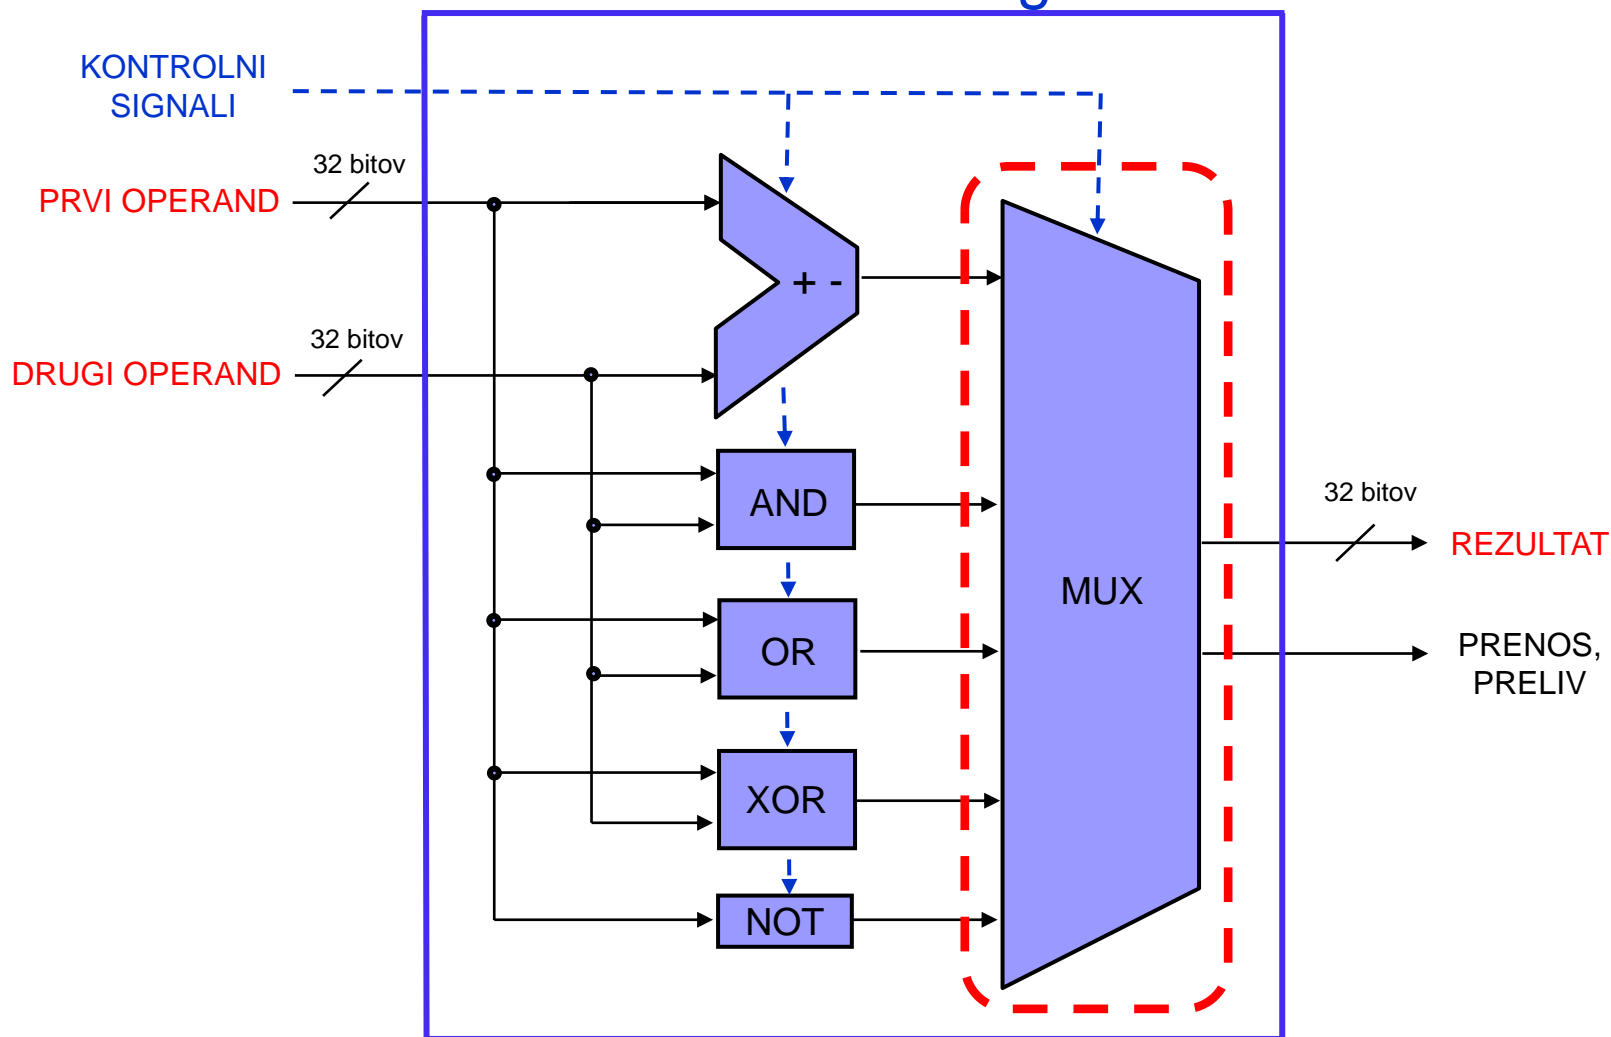 KONTROLNI
SIGNALI
32 bitov
PRVI OPERAND
+ -
32 bitov
DRUGI OPERAND
AND
32 bitov
REZULTAT
MUX
OR
PRENOS,
PRELIV
XOR
NOT